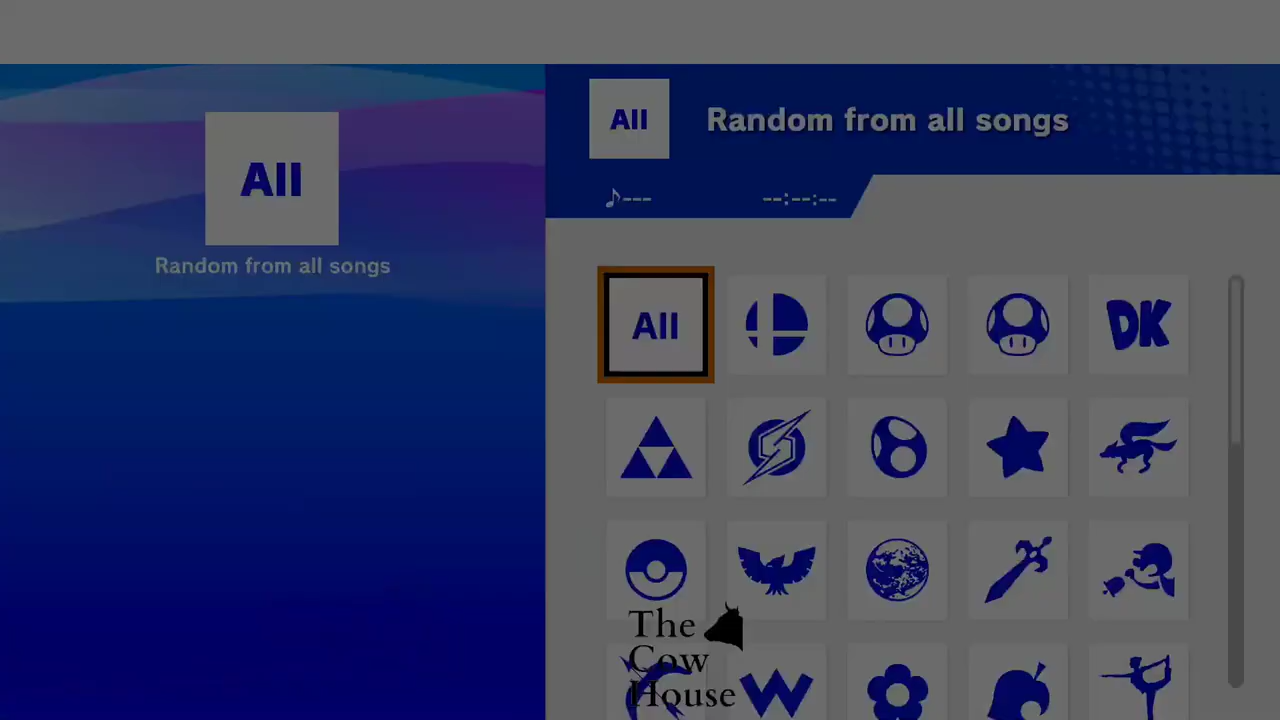 All
Random from all songs
♪---
--:--:--
All
Random from all songs
All
DK
The
Cow
House
W